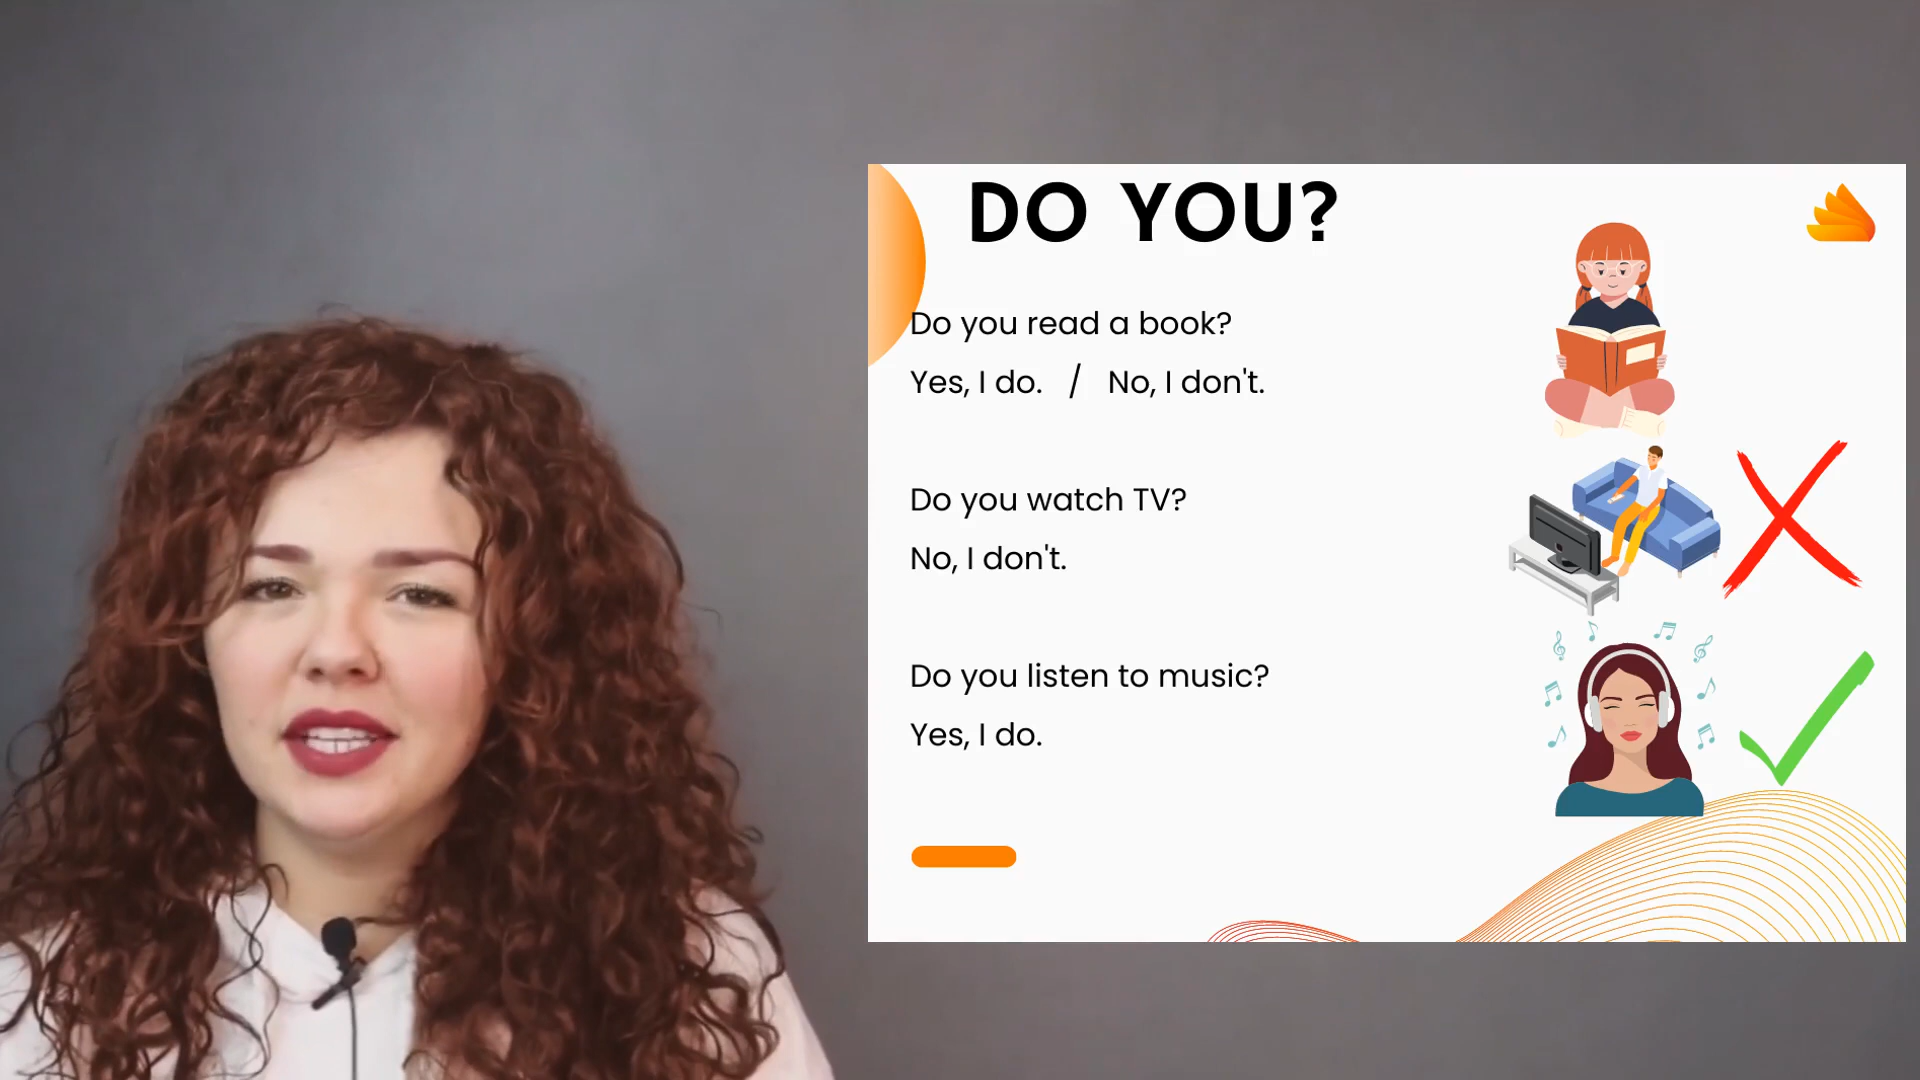 DO YOU?
Do you read a book?
Yes, I do. / No, I don't.
Do you watch TV?
No, I don't.
Do you listen to music?
Yes, I do.